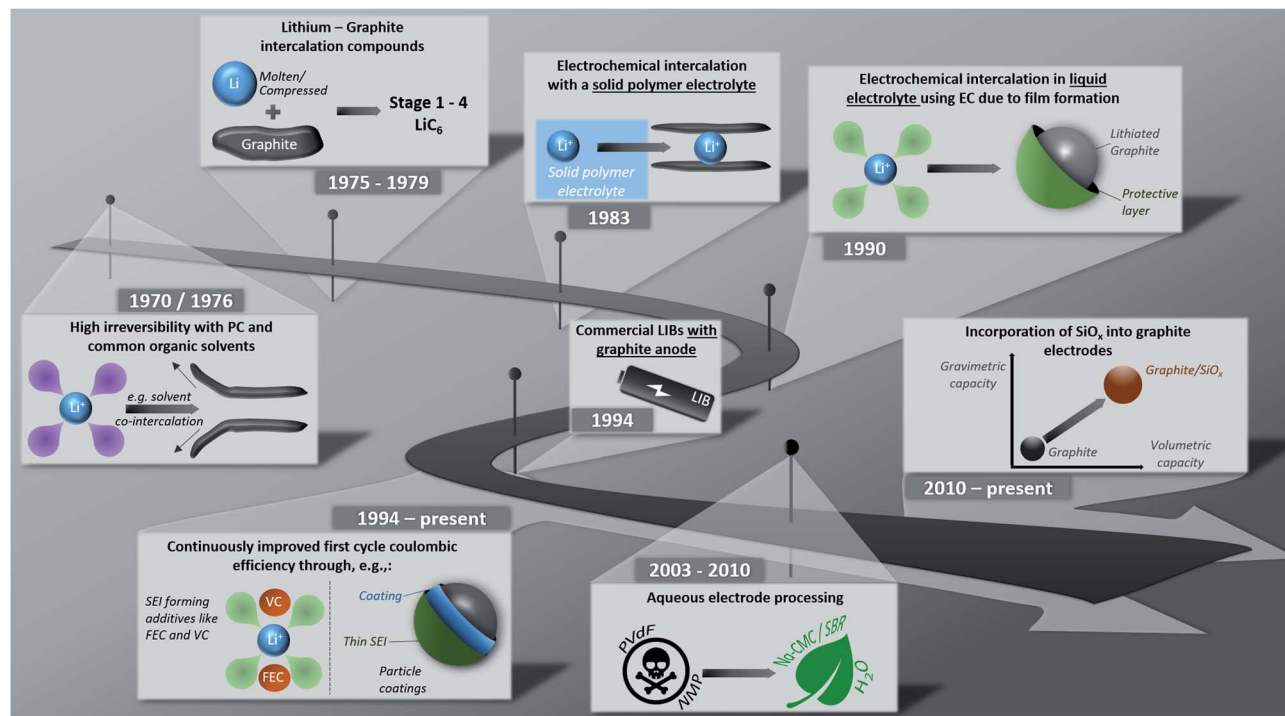 Lithium – Graphite
intercalation compounds
Li
Molten/
Compressed
+
Graphite
Stage 1 - 4
LiC₆
1975 - 1979
Electrochemical intercalation
with a solid polymer electrolyte
Li⁺
Li⁺
Solid polymer
electrolyte
1983
Electrochemical intercalation in liquid
electrolyte using EC due to film formation
Li⁺
Lithiated
Graphite
Protective
layer
1990
1970 / 1976
High irreversibility with PC and
common organic solvents
Li⁺
e.g. solvent
co-intercalation
Commercial LIBs with
graphite anode
LIB
1994
Incorporation of SiOₓ into graphite
electrodes
Gravimetric
capacity
Graphite/SiOₓ
Graphite
Volumetric
capacity
2010 – present
1994 – present
Continuously improved first cycle coulombic
efficiency through, e.g.,:
SEI forming
additives like
FEC and VC
VC
Li⁺
FEC
Coating
Thin SEI
Particle
coatings
2003 - 2010
Aqueous electrode processing
PVdF
NMP
Na-CMC / SBR
H₂O